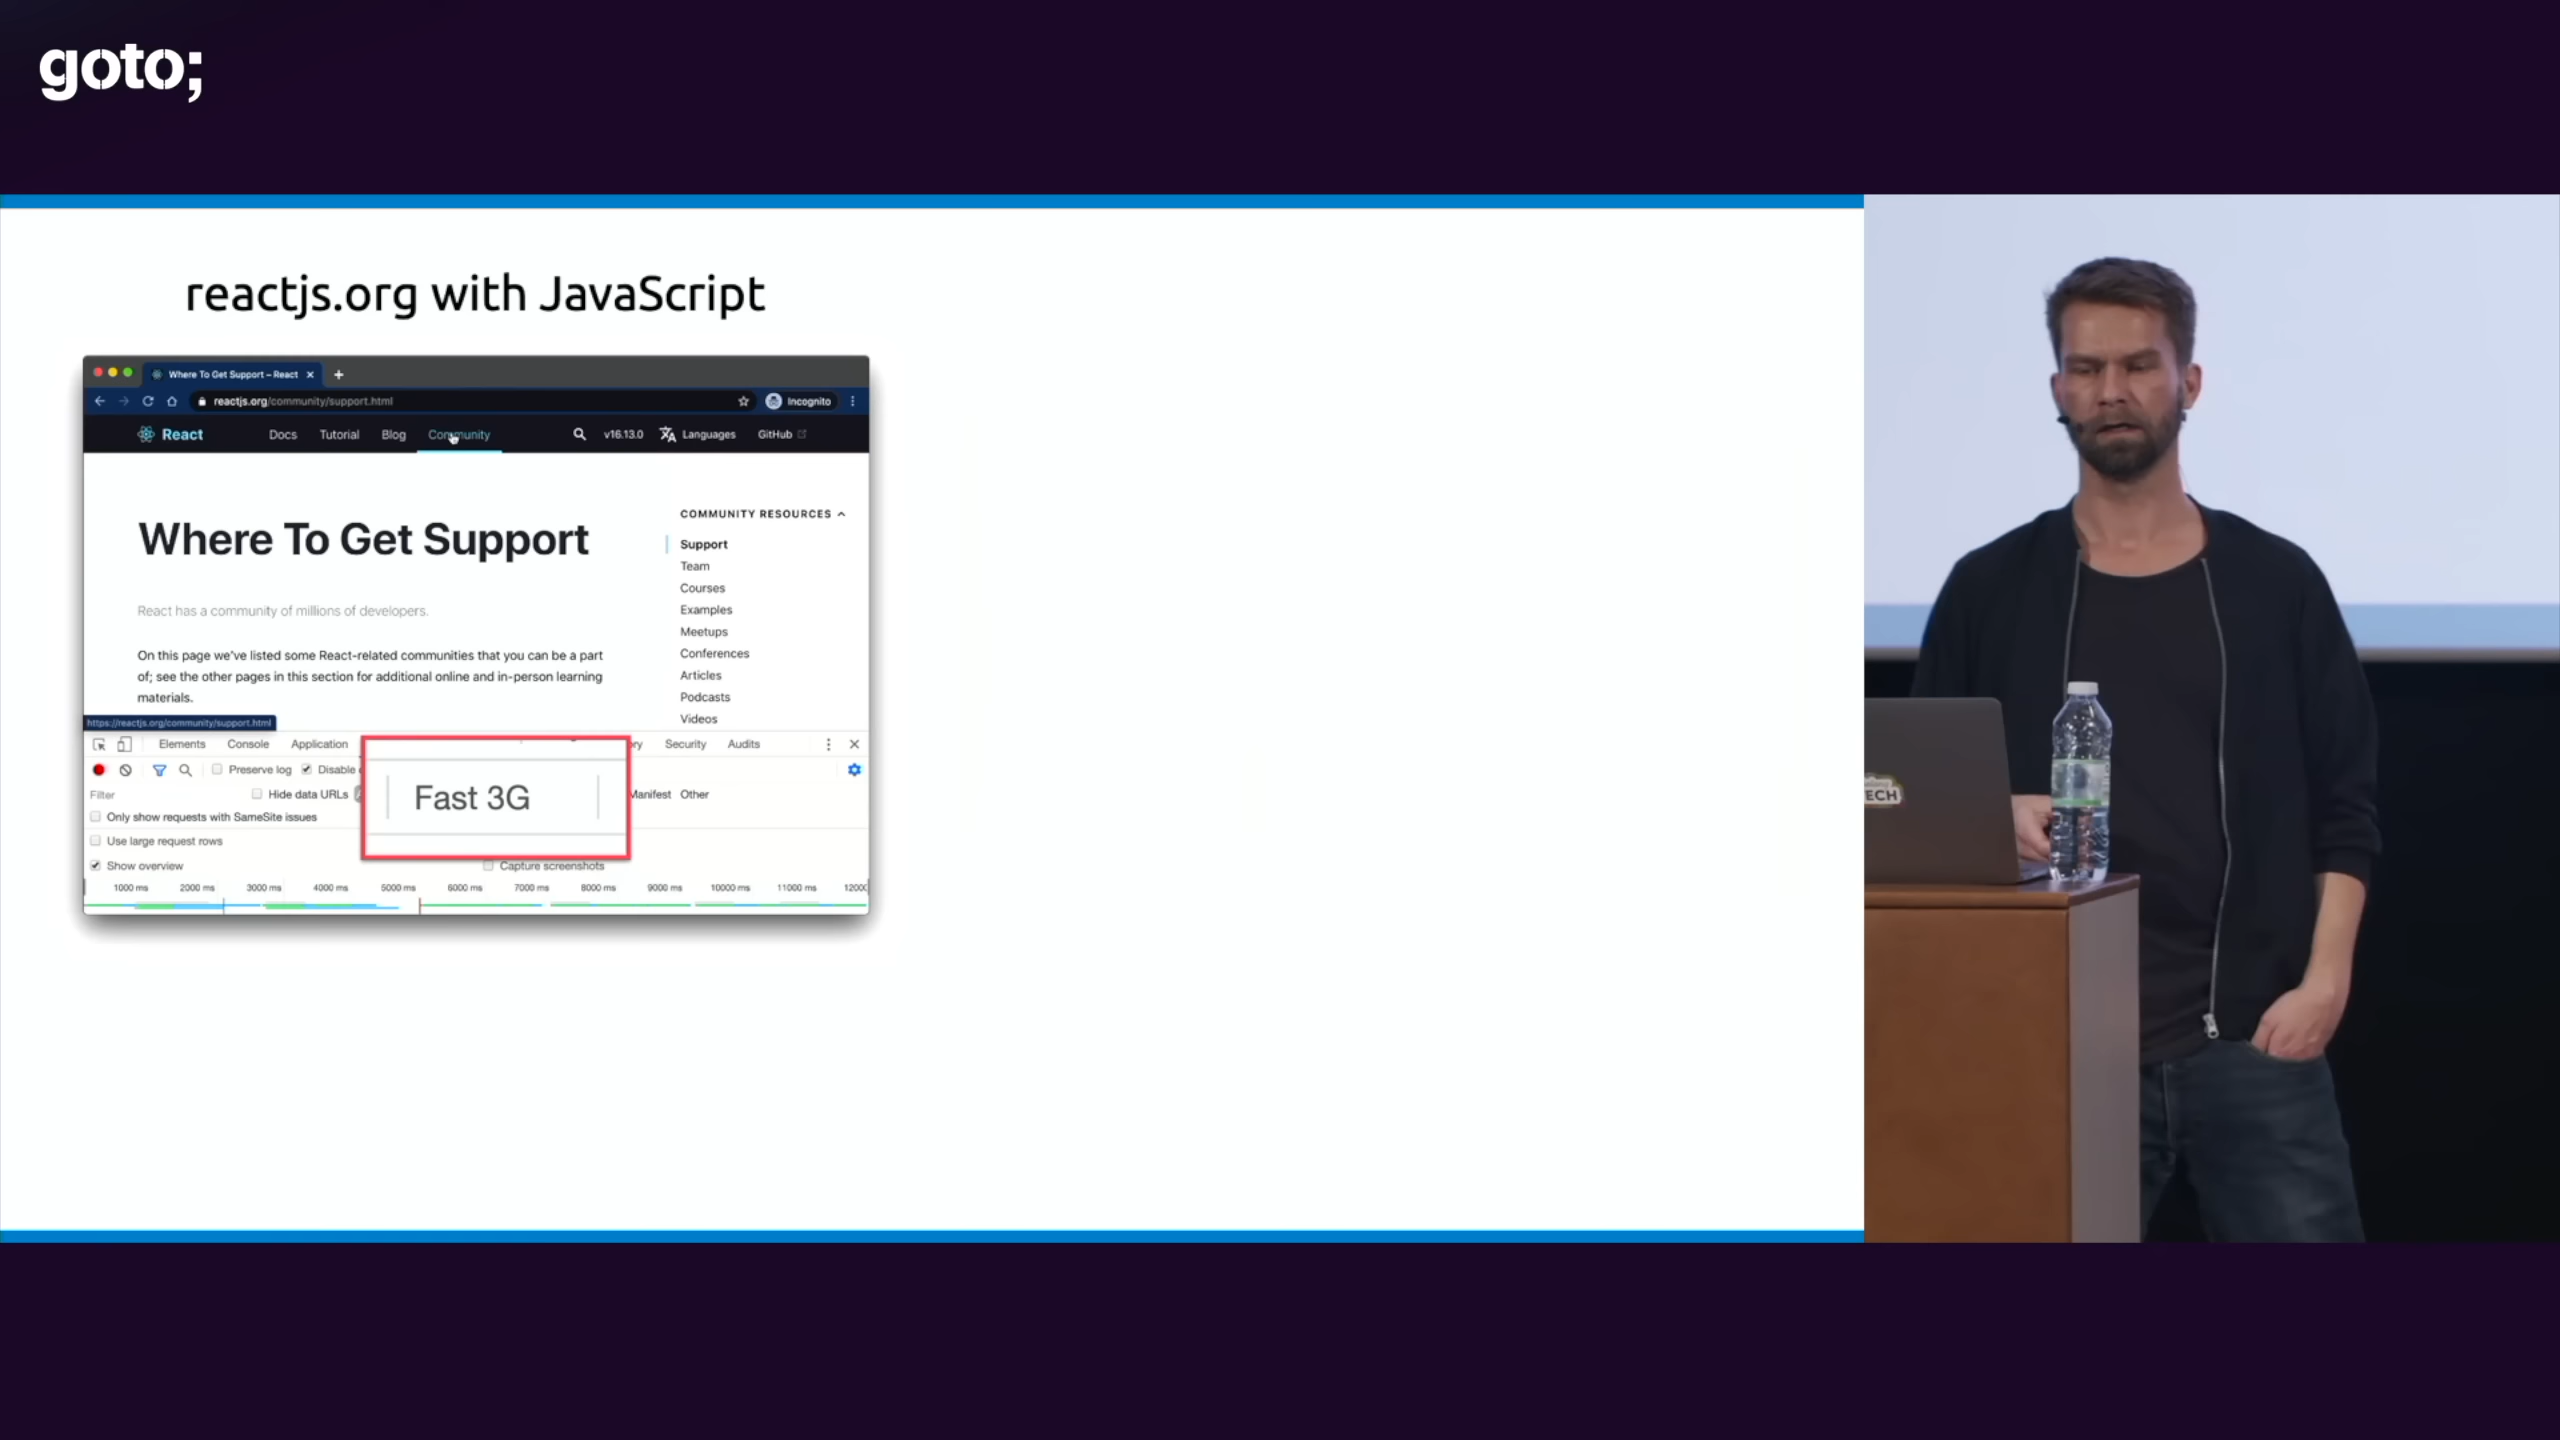 goto;
reactjs.org with JavaScript
Where To Get Support – React
reactjs.org/community/support.html
Incognito
React Docs Tutorial Blog Community v16.13.0 Languages GitHub
Where To Get Support
React has a community of millions of developers.
On this page we've listed some React-related communities that you can be a part
of; see the other pages in this section for additional online and in-person learning
materials.
COMMUNITY RESOURCES
Support
Team
Courses
Examples
Meetups
Conferences
Articles
Podcasts
Videos
https://reactjs.org/community/support.html
Elements Console Application ry Security Audits
Preserve log Disable
Filter Hide data URLs Manifest Other
Fast 3G
Only show requests with SameSite issues
Use large request rows
Show overview Capture screenshots
1000 ms 2000 ms 3000 ms 4000 ms 5000 ms 6000 ms 7000 ms 8000 ms 9000 ms 10000 ms 11000 ms 1200
ECH